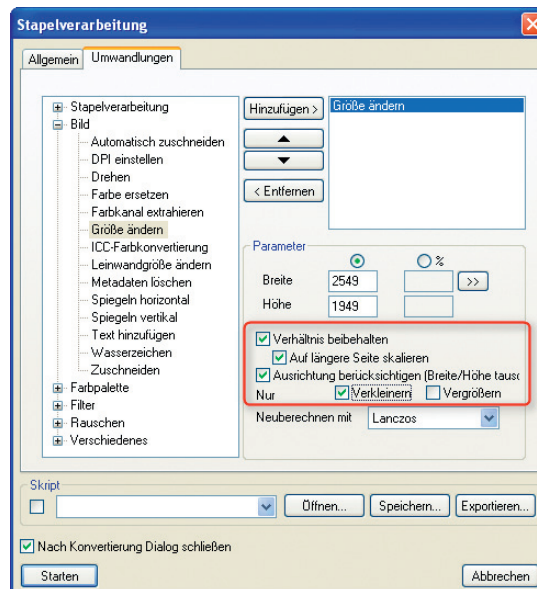 Stapelverarbeitung
Allgemein
Umwandlungen
Stapelverarbeitung
Bild
Automatisch zuschneiden
DPI einstellen
Drehen
Farbe ersetzen
Farbkanal extrahieren
Größe ändern
ICC-Farbkonvertierung
Leinwandgröße ändern
Metadaten löschen
Spiegeln horizontal
Spiegeln vertikal
Text hinzufügen
Wasserzeichen
Zuschneiden
Farbpalette
Filter
Rauschen
Verschiedenes
Hinzufügen >
< Entfernen
Größe ändern
Parameter
%
Breite 2549 >>
Höhe 1949
Verhältnis beibehalten
Auf längere Seite skalieren
Ausrichtung berücksichtigen (Breite/Höhe tausc
Nur Verkleinern Vergrößern
Neuberechnen mit Lanczos
Skript
Öffnen... Speichern... Exportieren...
Nach Konvertierung Dialog schließen
Starten Abbrechen